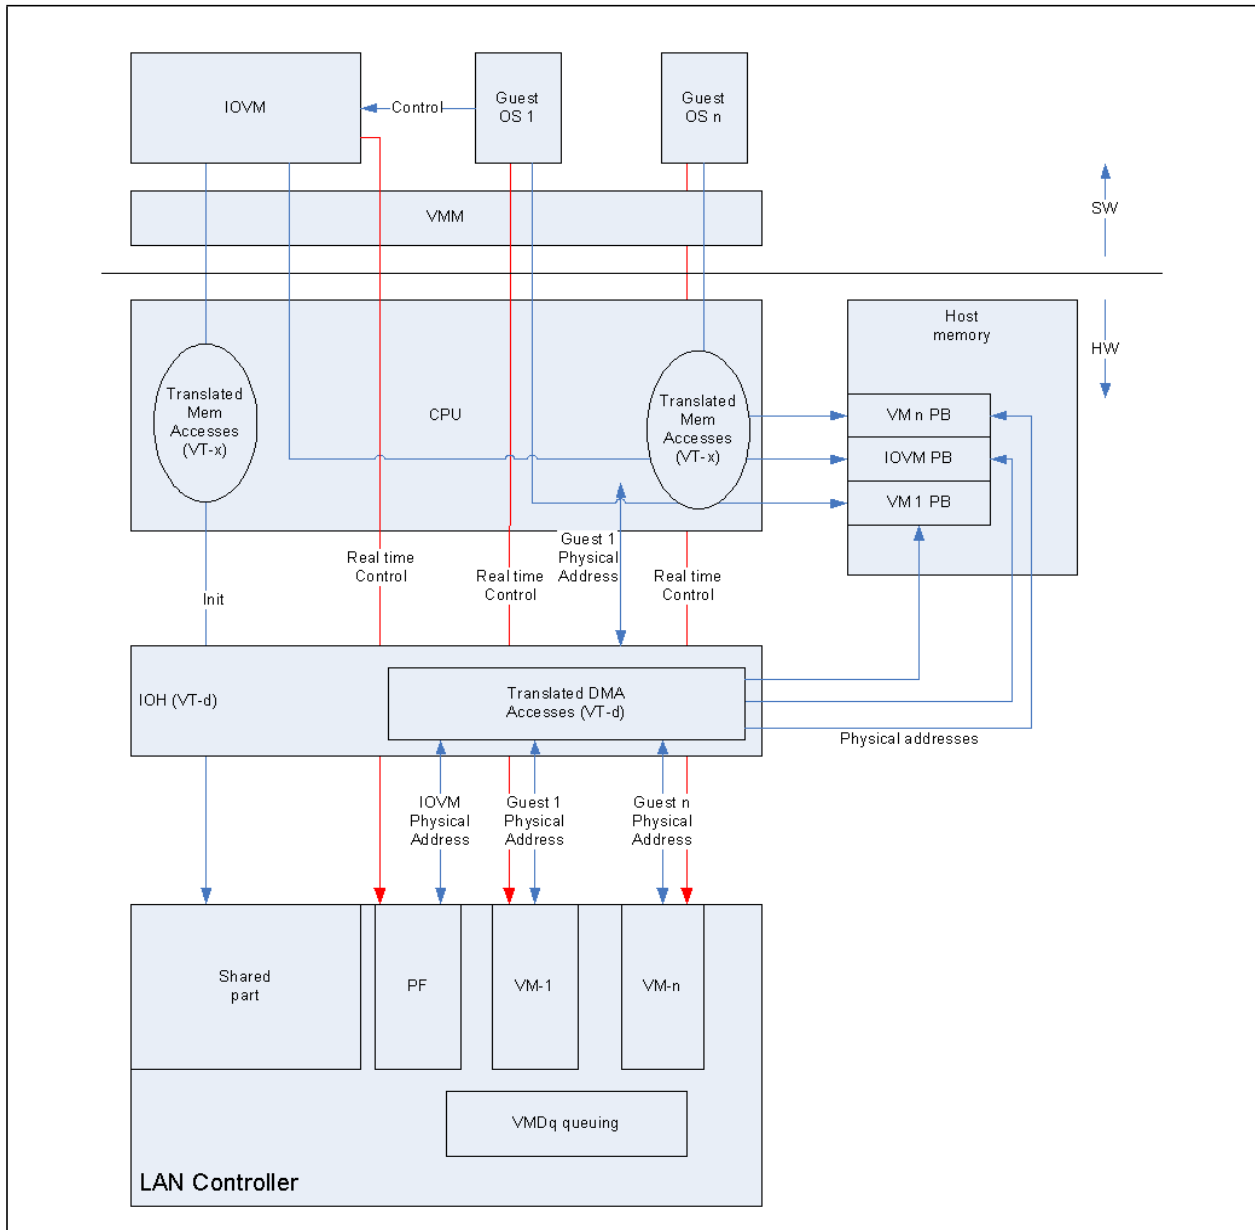 IOVM
Control
Guest
OS 1
Guest
OS n
VMM
SW
HW
Host
memory
Translated
Mem
Accesses
(VT-x)
CPU
Translated
Mem
Accesses
(VT-x)
VM n PB
IOVM PB
VM 1 PB
Init
Real time
Control
Real time
Control
Guest 1
Physical
Address
Real time
Control
IOH (VT-d)
Translated DMA
Accesses (VT-d)
Physical addresses
IOVM
Physical
Address
Guest 1
Physical
Address
Guest n
Physical
Address
Shared
part
PF
VM-1
VM-n
VMDq queuing
LAN Controller